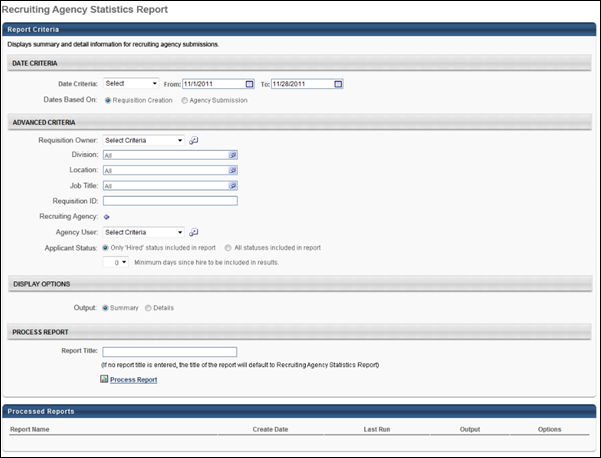 Recruiting Agency Statistics Report
Report Criteria
Displays summary and detail information for recruiting agency submissions.
DATE CRITERIA
Date Criteria: Select From: 11/1/2011 To: 11/28/2011
Dates Based On: Requisition Creation Agency Submission
ADVANCED CRITERIA
Requisition Owner: Select Criteria
Division: All
Location: All
Job Title: All
Requisition ID:
Recruiting Agency:
Agency User: Select Criteria
Applicant Status: Only 'Hired' status included in report All statuses included in report
0 Minimum days since hire to be included in results.
DISPLAY OPTIONS
Output: Summary Details
PROCESS REPORT
Report Title:
(If no report title is entered, the title of the report will default to Recruiting Agency Statistics Report)
Process Report
Processed Reports
Report Name Create Date Last Run Output Options